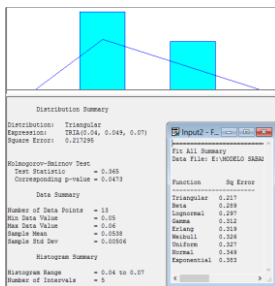 Distribution Summary
Distribution: Triangular
Expression: TRIA(0.04, 0.049, 0.07)
Square Error: 0.217295
Kolmogorov-Smirnov Test
Test Statistic = 0.365
Corresponding p-value = 0.0473
Data Summary
Number of Data Points = 13
Min Data Value = 0.05
Max Data Value = 0.06
Sample Mean = 0.0538
Sample Std Dev = 0.00506
Histogram Summary
Histogram Range = 0.04 to 0.07
Number of Intervals = 5
Input2 - F...
Fit All Summary
Data File: E:\MODELO SABA
Function Sq Error
Triangular 0.217
Beta 0.289
Lognormal 0.297
Gamma 0.312
Erlang 0.319
Weibull 0.328
Uniform 0.327
Normal 0.349
Exponential 0.353